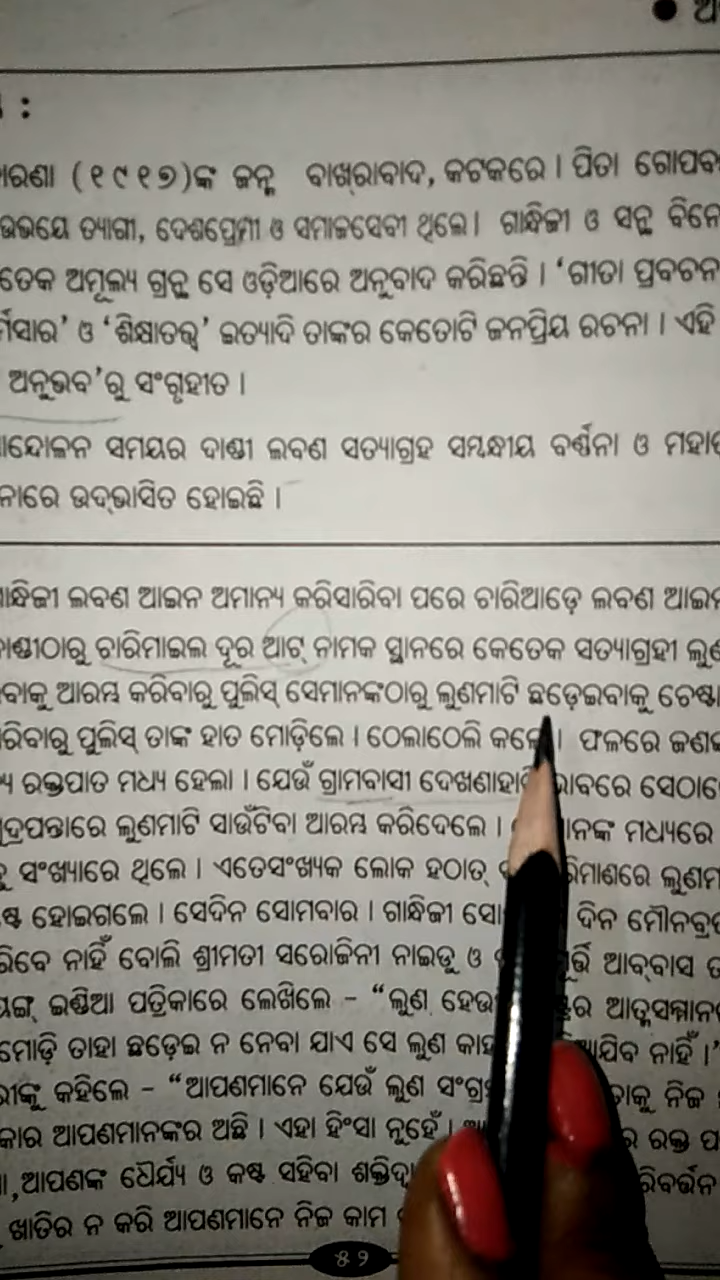 ● ଅ
:
(୧୯୧୭)ଙ୍କ ଜନ୍ମ ବାଖ୍ରାବାଦ, କଟକରେ । ପିତା ଗୋପବ
ଉଭୟେ ତ୍ୟାଗୀ, ଦେଶପ୍ରେମୀ ଓ ସମାଜସେବୀ ଥିଲେ । ଗାନ୍ଧିଜୀ ଓ ସନ୍ଥ ବିନୋ
ତେକ ଅମୂଲ୍ୟ ଗ୍ରନ୍ଥ ସେ ଓଡ଼ିଆରେ ଅନୁବାଦ କରିଛନ୍ତି । ‘ଗୀତା ପ୍ରବଚନ
ର୍ମସାର’ ଓ ‘ଶିକ୍ଷାତତ୍ତ୍ୱ’ ଇତ୍ୟାଦି ତାଙ୍କର କେତୋଟି ଜନପ୍ରିୟ ରଚନା । ଏହି
ଅନୁଭବ’ରୁ ସଂଗୃହୀତ ।
ାନ୍ଦୋଳନ ସମୟର ଦାଣ୍ଡୀ ଲବଣ ସତ୍ୟାଗ୍ରହ ସମ୍ବନ୍ଧୀୟ ବର୍ଣ୍ଣନା ଓ ମହାତ
ନାରେ ଉଦ୍‌ଭାସିତ ହୋଇଛି ।
ଗାନ୍ଧିଜୀ ଲବଣ ଆଇନ ଅମାନ୍ୟ କରିସାରିବା ପରେ ଚାରିଆଡ଼େ ଲବଣ ଆଇନ
ଦାଣ୍ଡୀଠାରୁ ଚାରିମାଇଲ ଦୂର ଆଟ୍ ନାମକ ସ୍ଥାନରେ କେତେକ ସତ୍ୟାଗ୍ରହୀ ଲୁଣ
ବାକୁ ଆରମ୍ଭ କରିବାରୁ ପୁଲିସ୍ ସେମାନଙ୍କଠାରୁ ଲୁଣମାଟି ଛଡ଼େଇବାକୁ ଚେଷ୍ଟା
ରିବାରୁ ପୁଲିସ୍ ତାଙ୍କ ହାତ ମୋଡ଼ିଲେ । ଠେଲାଠେଲି କଲେ । ଫଳରେ ଜଣଙ
ରକ୍ତପାତ ମଧ୍ୟ ହେଲା । ଯେଉଁ ଗ୍ରାମବାସୀ ଦେଖଣାହାରି ଭାବରେ ସେଠାରେ
ଦ୍ରପନ୍ତାରେ ଲୁଣମାଟି ସାଉଁଟିବା ଆରମ୍ଭ କରିଦେଲେ । ମାନଙ୍କ ମଧ୍ୟରେ
ସଂଖ୍ୟାରେ ଥିଲେ । ଏତେସଂଖ୍ୟକ ଲୋକ ହଠାତ୍ ରିମାଣରେ ଲୁଣମ
ହୋଇଗଲେ । ସେଦିନ ସୋମବାର । ଗାନ୍ଧିଜୀ ସୋ ଦିନ ମୌନବ୍ରତ
ରିବେ ନାହିଁ ବୋଲି ଶ୍ରୀମତୀ ସରୋଜିନୀ ନାଇଡୁ ଓ ଆବ୍‌ବାସ ତ
ୟଙ୍ଗ୍ ଇଣ୍ଡିଆ ପତ୍ରିକାରେ ଲେଖିଲେ – “ଲୁଣ ହେଉ ର ଆତ୍ମସମ୍ମାନ
ମୋଡ଼ି ତାହା ଛଡ଼େଇ ନ ନେବା ଯାଏ ସେ ଲୁଣ କାହା ଆଯିବ ନାହିଁ ।’
ୀଙ୍କୁ କହିଲେ – “ଆପଣମାନେ ଯେଉଁ ଲୁଣ ସଂଗ୍ର ତାକୁ ନିଜ
କାର ଆପଣମାନଙ୍କର ଅଛି । ଏହା ହିଂସା ନୁହେଁ । ର ରକ୍ତ ପ
,ଆପଣଙ୍କ ଧୈର୍ଯ୍ୟ ଓ କଷ୍ଟ ସହିବା ଶକ୍ତିଦ୍ୱା ରିବର୍ତ୍ତନ
ଖାତିର ନ କରି ଆପଣମାନେ ନିଜ କାମ
୫୨